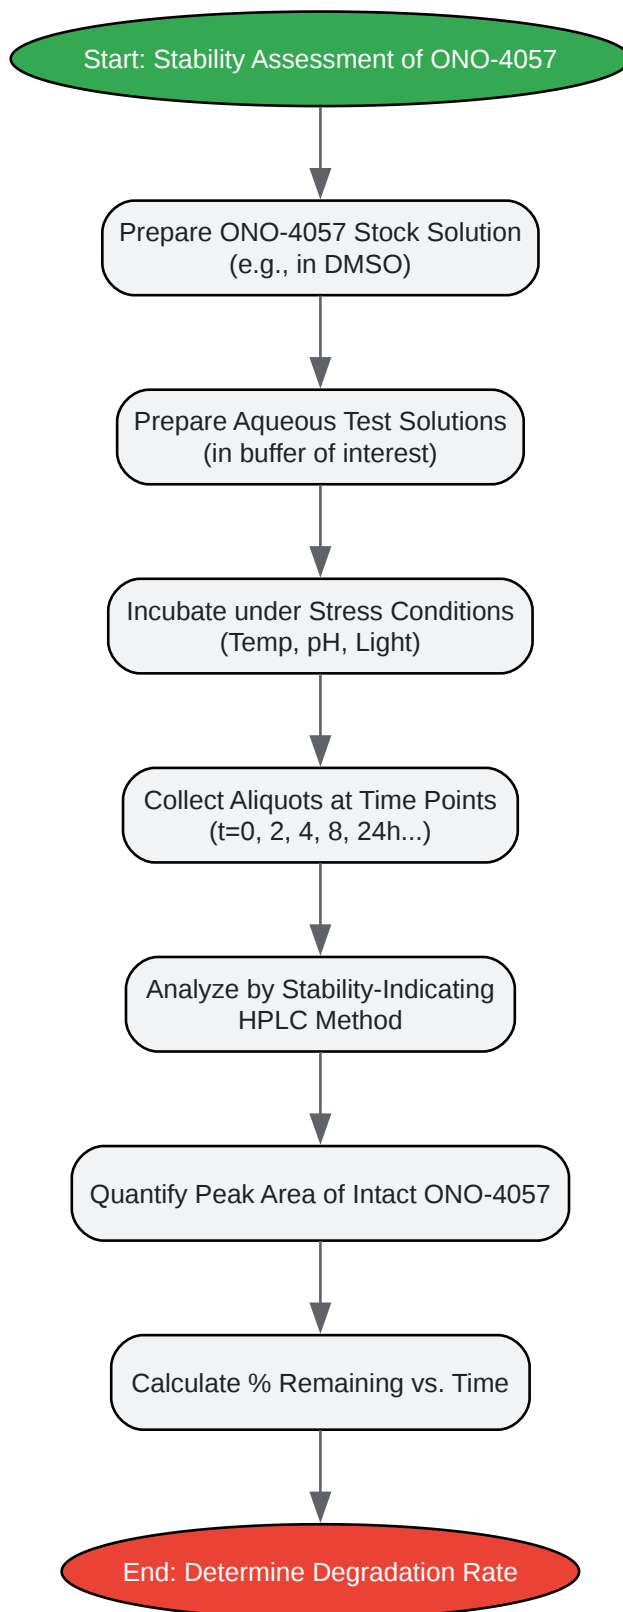 Start: Stability Assessment of ONO-4057
Prepare ONO-4057 Stock Solution
(e.g., in DMSO)
Prepare Aqueous Test Solutions
(in buffer of interest)
Incubate under Stress Conditions
(Temp, pH, Light)
Collect Aliquots at Time Points
(t=0, 2, 4, 8, 24h...)
Analyze by Stability-Indicating
HPLC Method
Quantify Peak Area of Intact ONO-4057
Calculate % Remaining vs. Time
End: Determine Degradation Rate